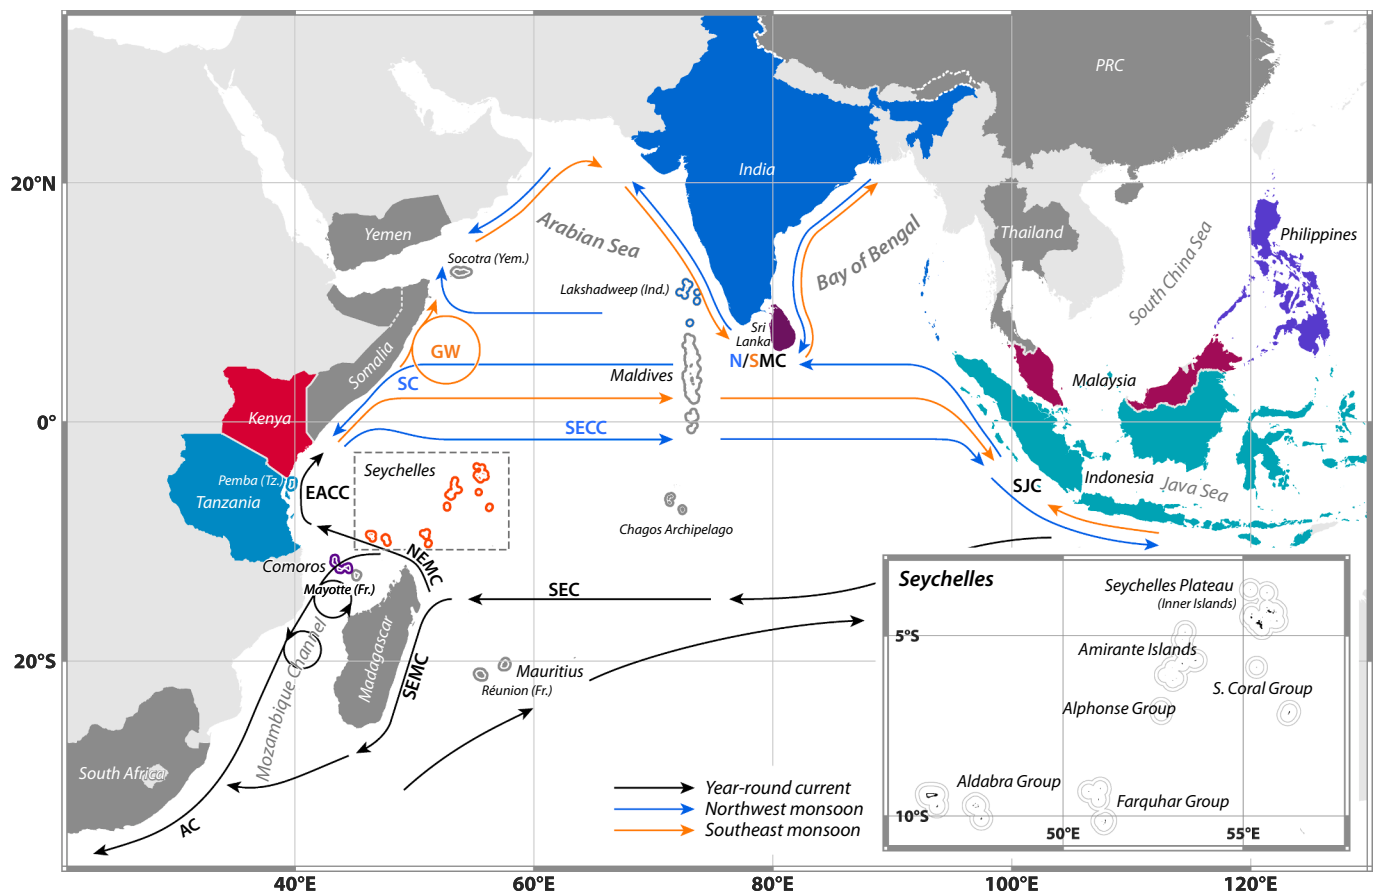 PRC
20°N
India
Yemen
Arabian Sea
Bay of Bengal
Thailand
South China Sea
Philippines
Socotra (Yem.)
Lakshadweep (Ind.)
Sri
Lanka
GW
Somalia
SC
Maldives
N/SMC
Malaysia
0°
Kenya
SECC
Seychelles
Pemba (Tz.)
Tanzania
EACC
SJC
Indonesia
Java Sea
Chagos Archipelago
Comoros
NEMC
Mayotte (Fr.)
SEC
Mozambique Channel
Madagascar
SEMC
20°S
Mauritius
Réunion (Fr.)
South Africa
AC
Year-round current
Northwest monsoon
Southeast monsoon
Seychelles
Seychelles Plateau
(Inner Islands)
5°S
Amirante Islands
S. Coral Group
Alphonse Group
Aldabra Group
Farquhar Group
10°S
50°E
55°E
40°E
60°E
80°E
100°E
120°E